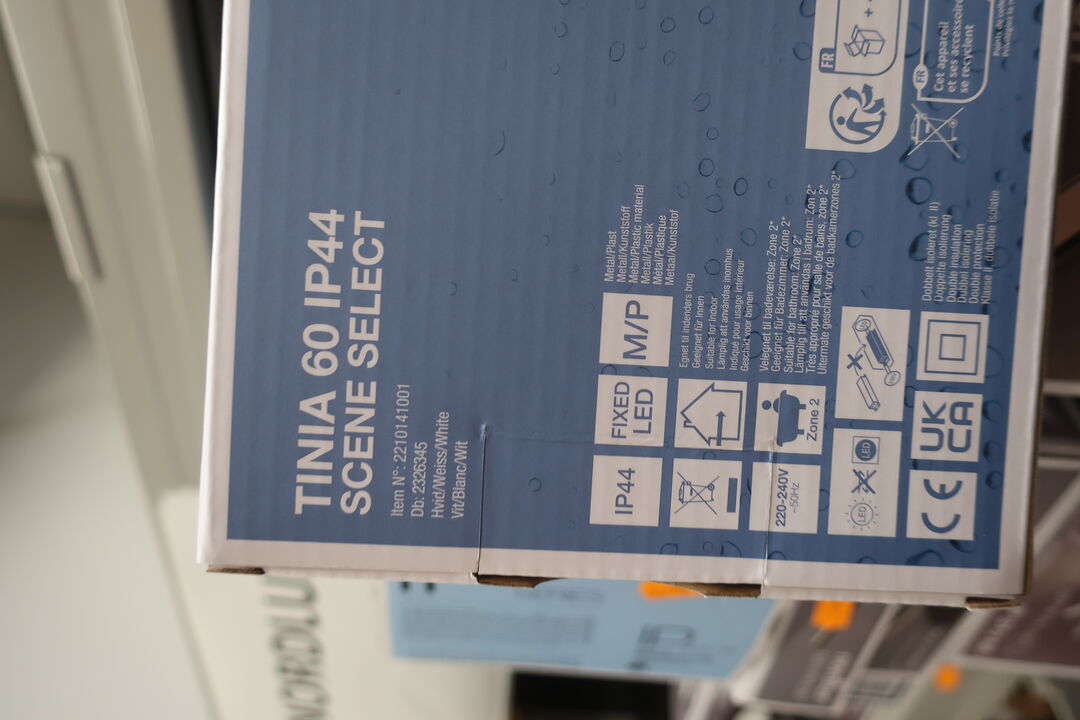 TINIA 60 IP44
SCENE SELECT
Item N°: 2210141001
Db: 2326345
Hvid/Weiss/White
Vit/Blanc/Wit
IP44
FIXED
LED
M/P
Metal/Plast
Metall/Kunststoff
Metal/Plastic material
Metall/Plastik
Métal/Plastique
Metaal/Kunststof
Egnet til indendørs brug
Geeignet für Innen
Suitable for indoor
Lämplig att användas inomhus
Indiqué pour usage intérieur
Geschikt voor binnen
220-240V
~50Hz
Zone 2
Velegnet til badeværelse: Zone 2*
Geeignet für Badezimmer: Zone 2*
Suitable for bathroom: Zone 2*
Lämplig till att användas i badrum: Zon 2*
Très approprié pour salle de bains, zone 2*
Uitermate geschikt voor de badkamerzones 2*
LED
LED
CE
UK
CA
Dobbelt isoleret (kl II)
Doppelte isolierung
Double insulation
Dubbel isolering
Double protection
Klasse II, dubbele isolatie
FR
FR
Cet appareil
et ses accessoires
se recyclent
NORDLU